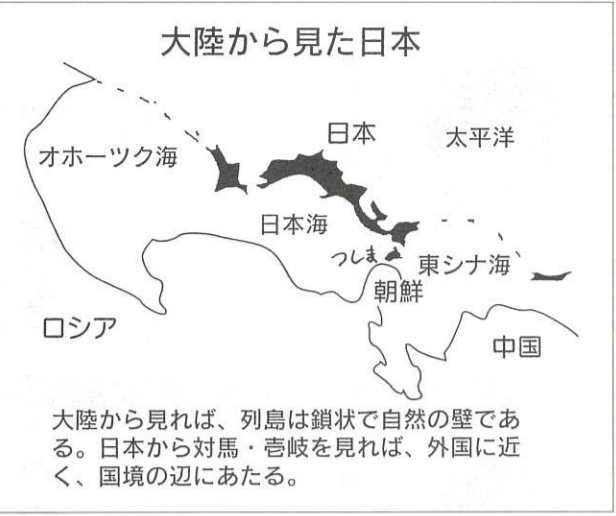 大陸から見た日本
日本
太平洋
オホーツク海
日本海
つしま
東シナ海
朝鮮
ロシア
中国
大陸から見れば、列島は鎖状で自然の壁であ
る。日本から対馬・壱岐を見れば、外国に近
く、国境の辺にあたる。